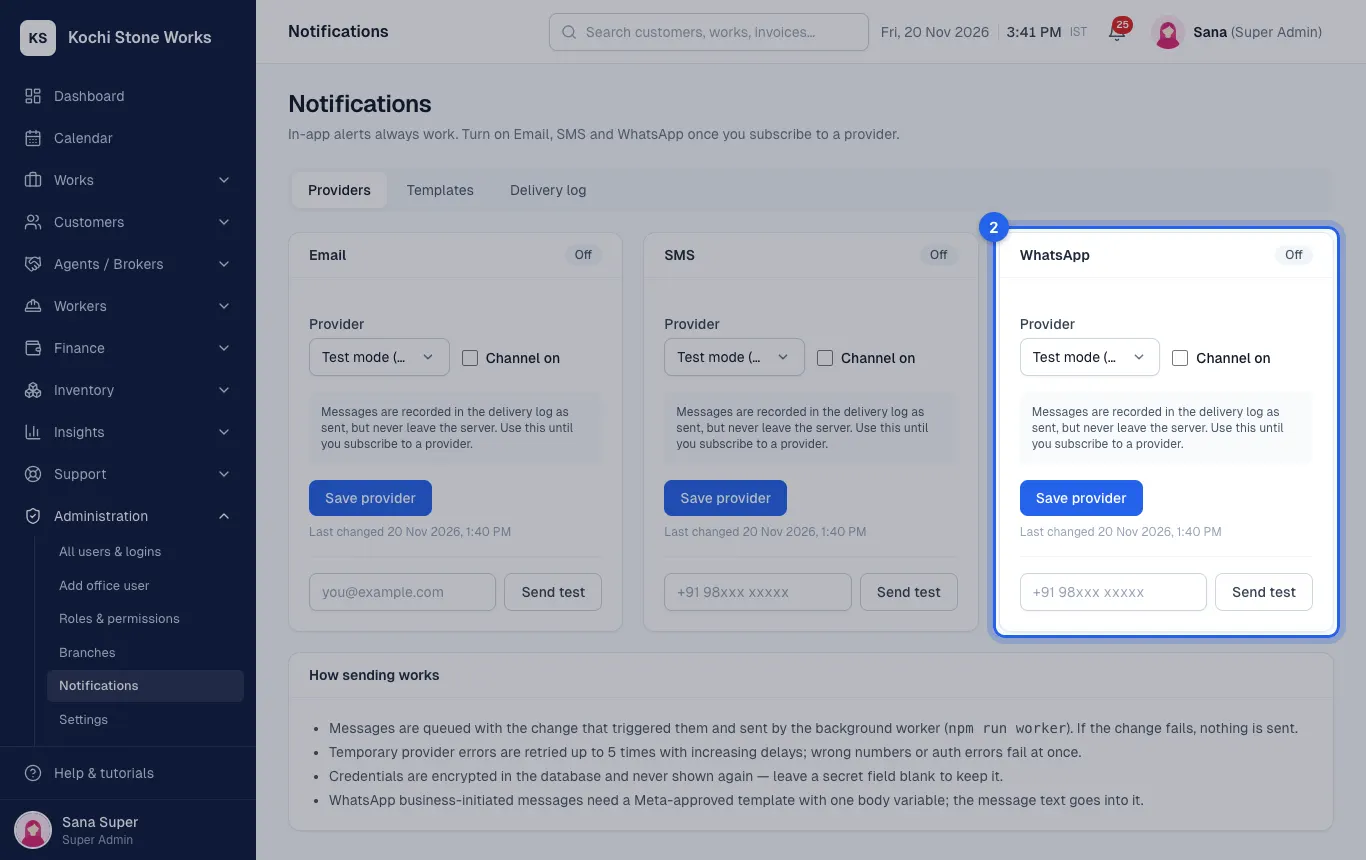 KS
Kochi Stone Works
Dashboard
Calendar
Works
Customers
Agents / Brokers
Workers
Finance
Inventory
Insights
Support
Administration
All users & logins
Add office user
Roles & permissions
Branches
Notifications
Settings
Help & tutorials
Sana Super
Super Admin
Notifications
Search customers, works, invoices...
Fri, 20 Nov 2026
3:41 PM IST
25
Sana (Super Admin)
Notifications
In-app alerts always work. Turn on Email, SMS and WhatsApp once you subscribe to a provider.
Providers
Templates
Delivery log
Email
Off
Provider
Test mode (...
Channel on
Messages are recorded in the delivery log as
sent, but never leave the server. Use this until
you subscribe to a provider.
Save provider
Last changed 20 Nov 2026, 1:40 PM
you@example.com
Send test
SMS
Off
Provider
Test mode (...
Channel on
Messages are recorded in the delivery log as
sent, but never leave the server. Use this until
you subscribe to a provider.
Save provider
Last changed 20 Nov 2026, 1:40 PM
+91 98xxx xxxxx
Send test
2
WhatsApp
Off
Provider
Test mode (...
Channel on
Messages are recorded in the delivery log as
sent, but never leave the server. Use this until
you subscribe to a provider.
Save provider
Last changed 20 Nov 2026, 1:40 PM
+91 98xxx xxxxx
Send test
How sending works
• Messages are queued with the change that triggered them and sent by the background worker (npm run worker). If the change fails, nothing is sent.
• Temporary provider errors are retried up to 5 times with increasing delays; wrong numbers or auth errors fail at once.
• Credentials are encrypted in the database and never shown again — leave a secret field blank to keep it.
• WhatsApp business-initiated messages need a Meta-approved template with one body variable; the message text goes into it.